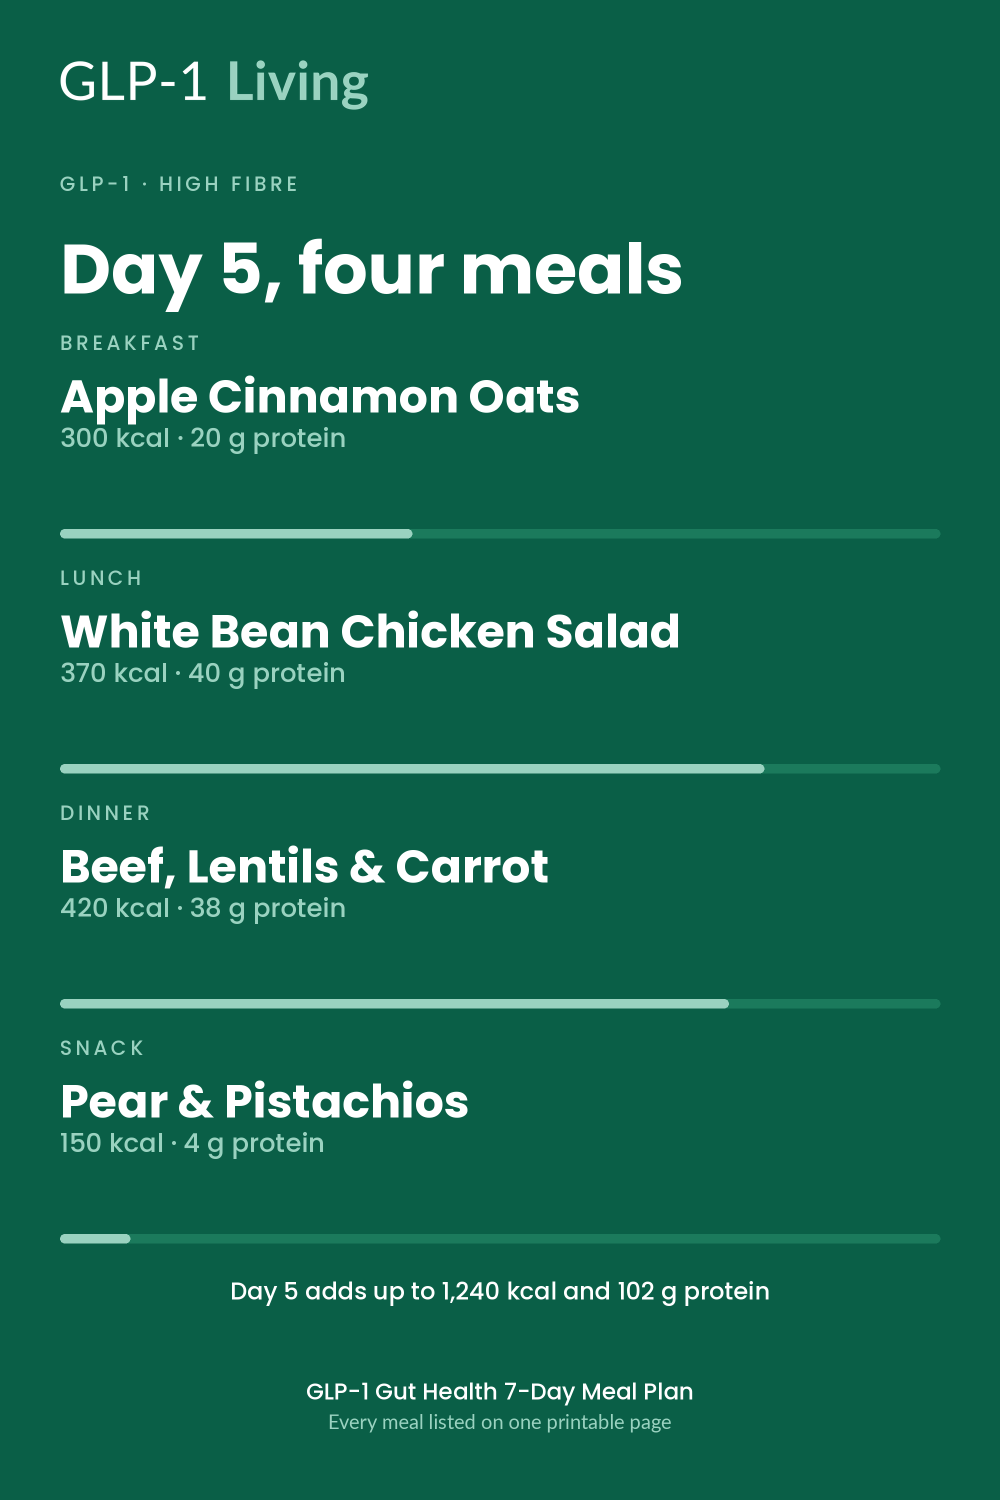 GLP-1 Living
GLP-1 · HIGH FIBRE
Day 5, four meals
BREAKFAST
Apple Cinnamon Oats
300 kcal · 20 g protein
LUNCH
White Bean Chicken Salad
370 kcal · 40 g protein
DINNER
Beef, Lentils & Carrot
420 kcal · 38 g protein
SNACK
Pear & Pistachios
150 kcal · 4 g protein
Day 5 adds up to 1,240 kcal and 102 g protein
GLP-1 Gut Health 7-Day Meal Plan
Every meal listed on one printable page